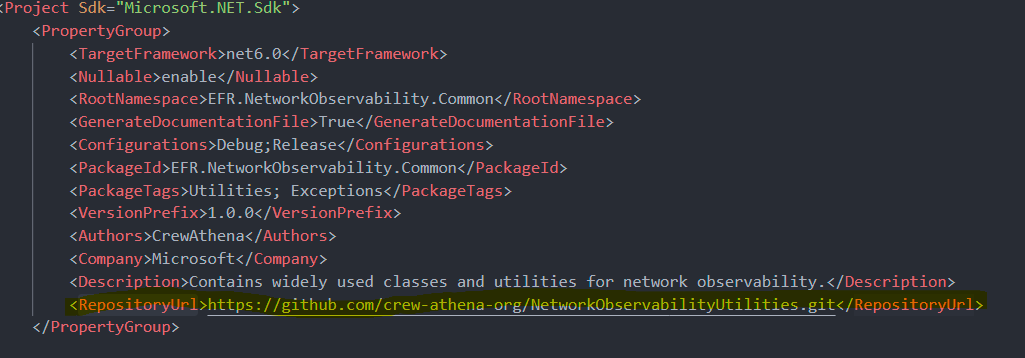 <Project Sdk="Microsoft.NET.Sdk">
<PropertyGroup>
<TargetFramework>net6.0</TargetFramework>
<Nullable>enable</Nullable>
<RootNamespace>EFR.NetworkObservability.Common</RootNamespace>
<GenerateDocumentationFile>True</GenerateDocumentationFile>
<Configurations>Debug;Release</Configurations>
<PackageId>EFR.NetworkObservability.Common</PackageId>
<PackageTags>Utilities; Exceptions</PackageTags>
<VersionPrefix>1.0.0</VersionPrefix>
<Authors>CrewAthena</Authors>
<Company>Microsoft</Company>
<Description>Contains widely used classes and utilities for network observability.</Description>
<RepositoryUrl>https://github.com/crew-athena-org/NetworkObservabilityUtilities.git</RepositoryUrl>
</PropertyGroup>